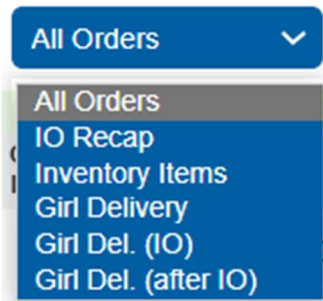 All Orders
All Orders
IO Recap
Inventory Items
Girl Delivery
Girl Del. (IO)
Girl Del. (after IO)